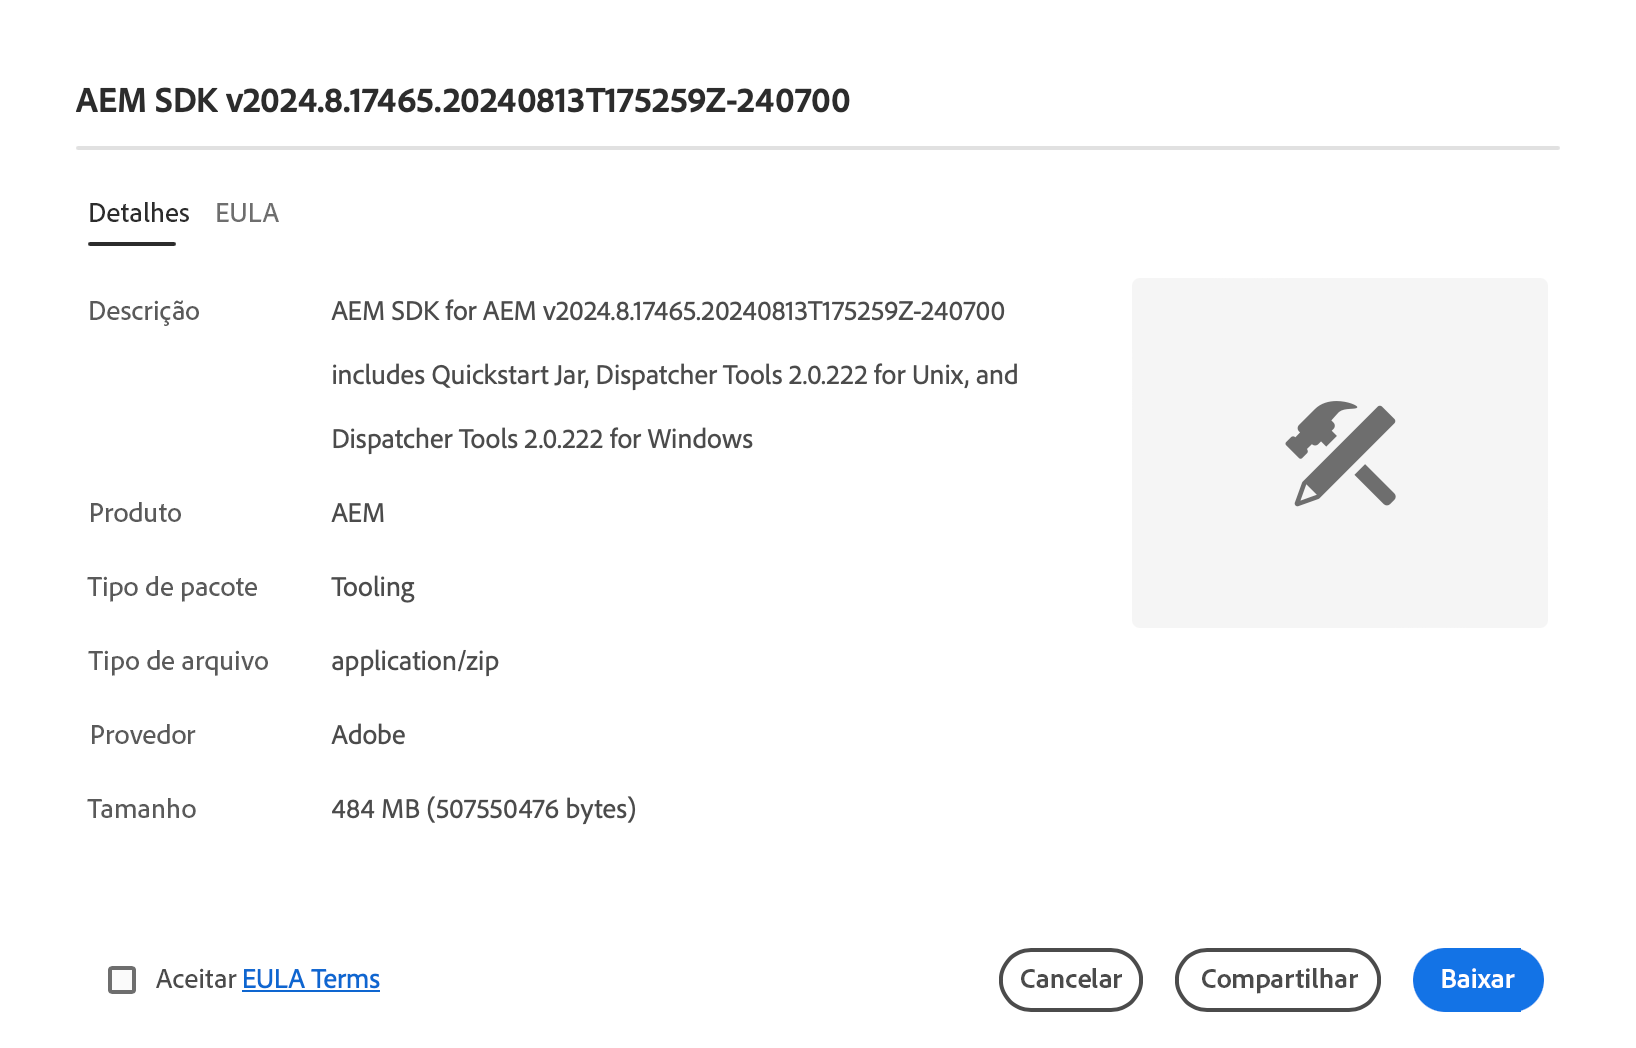 AEM SDK v2024.8.17465.20240813T175259Z-240700
Detalhes EULA
Descrição AEM SDK for AEM v2024.8.17465.20240813T175259Z-240700
includes Quickstart Jar, Dispatcher Tools 2.0.222 for Unix, and
Dispatcher Tools 2.0.222 for Windows
Produto AEM
Tipo de pacote Tooling
Tipo de arquivo application/zip
Provedor Adobe
Tamanho 484 MB (507550476 bytes)
Aceitar EULA Terms Cancelar Compartilhar Baixar